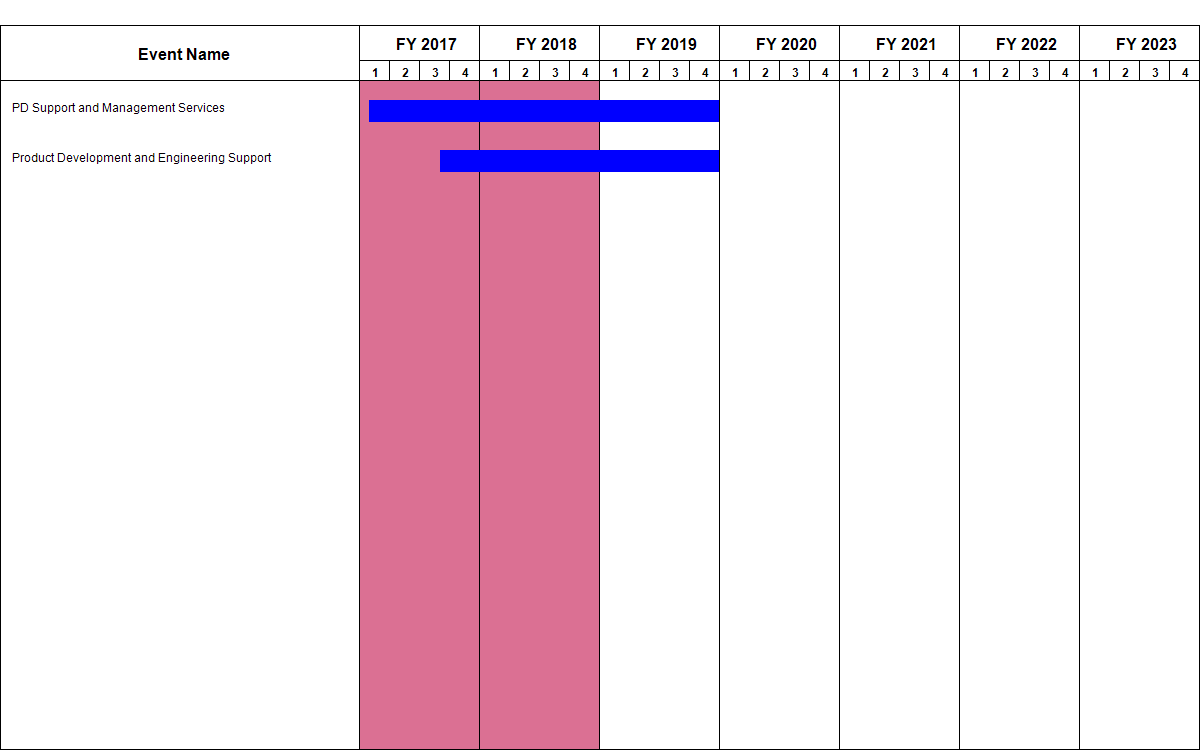 Event Name FY 2017 FY 2018 FY 2019 FY 2020 FY 2021 FY 2022 FY 2023
1 2 3 4 1 2 3 4 1 2 3 4 1 2 3 4 1 2 3 4 1 2 3 4 1 2 3 4
PD Support and Management Services
Product Development and Engineering Support